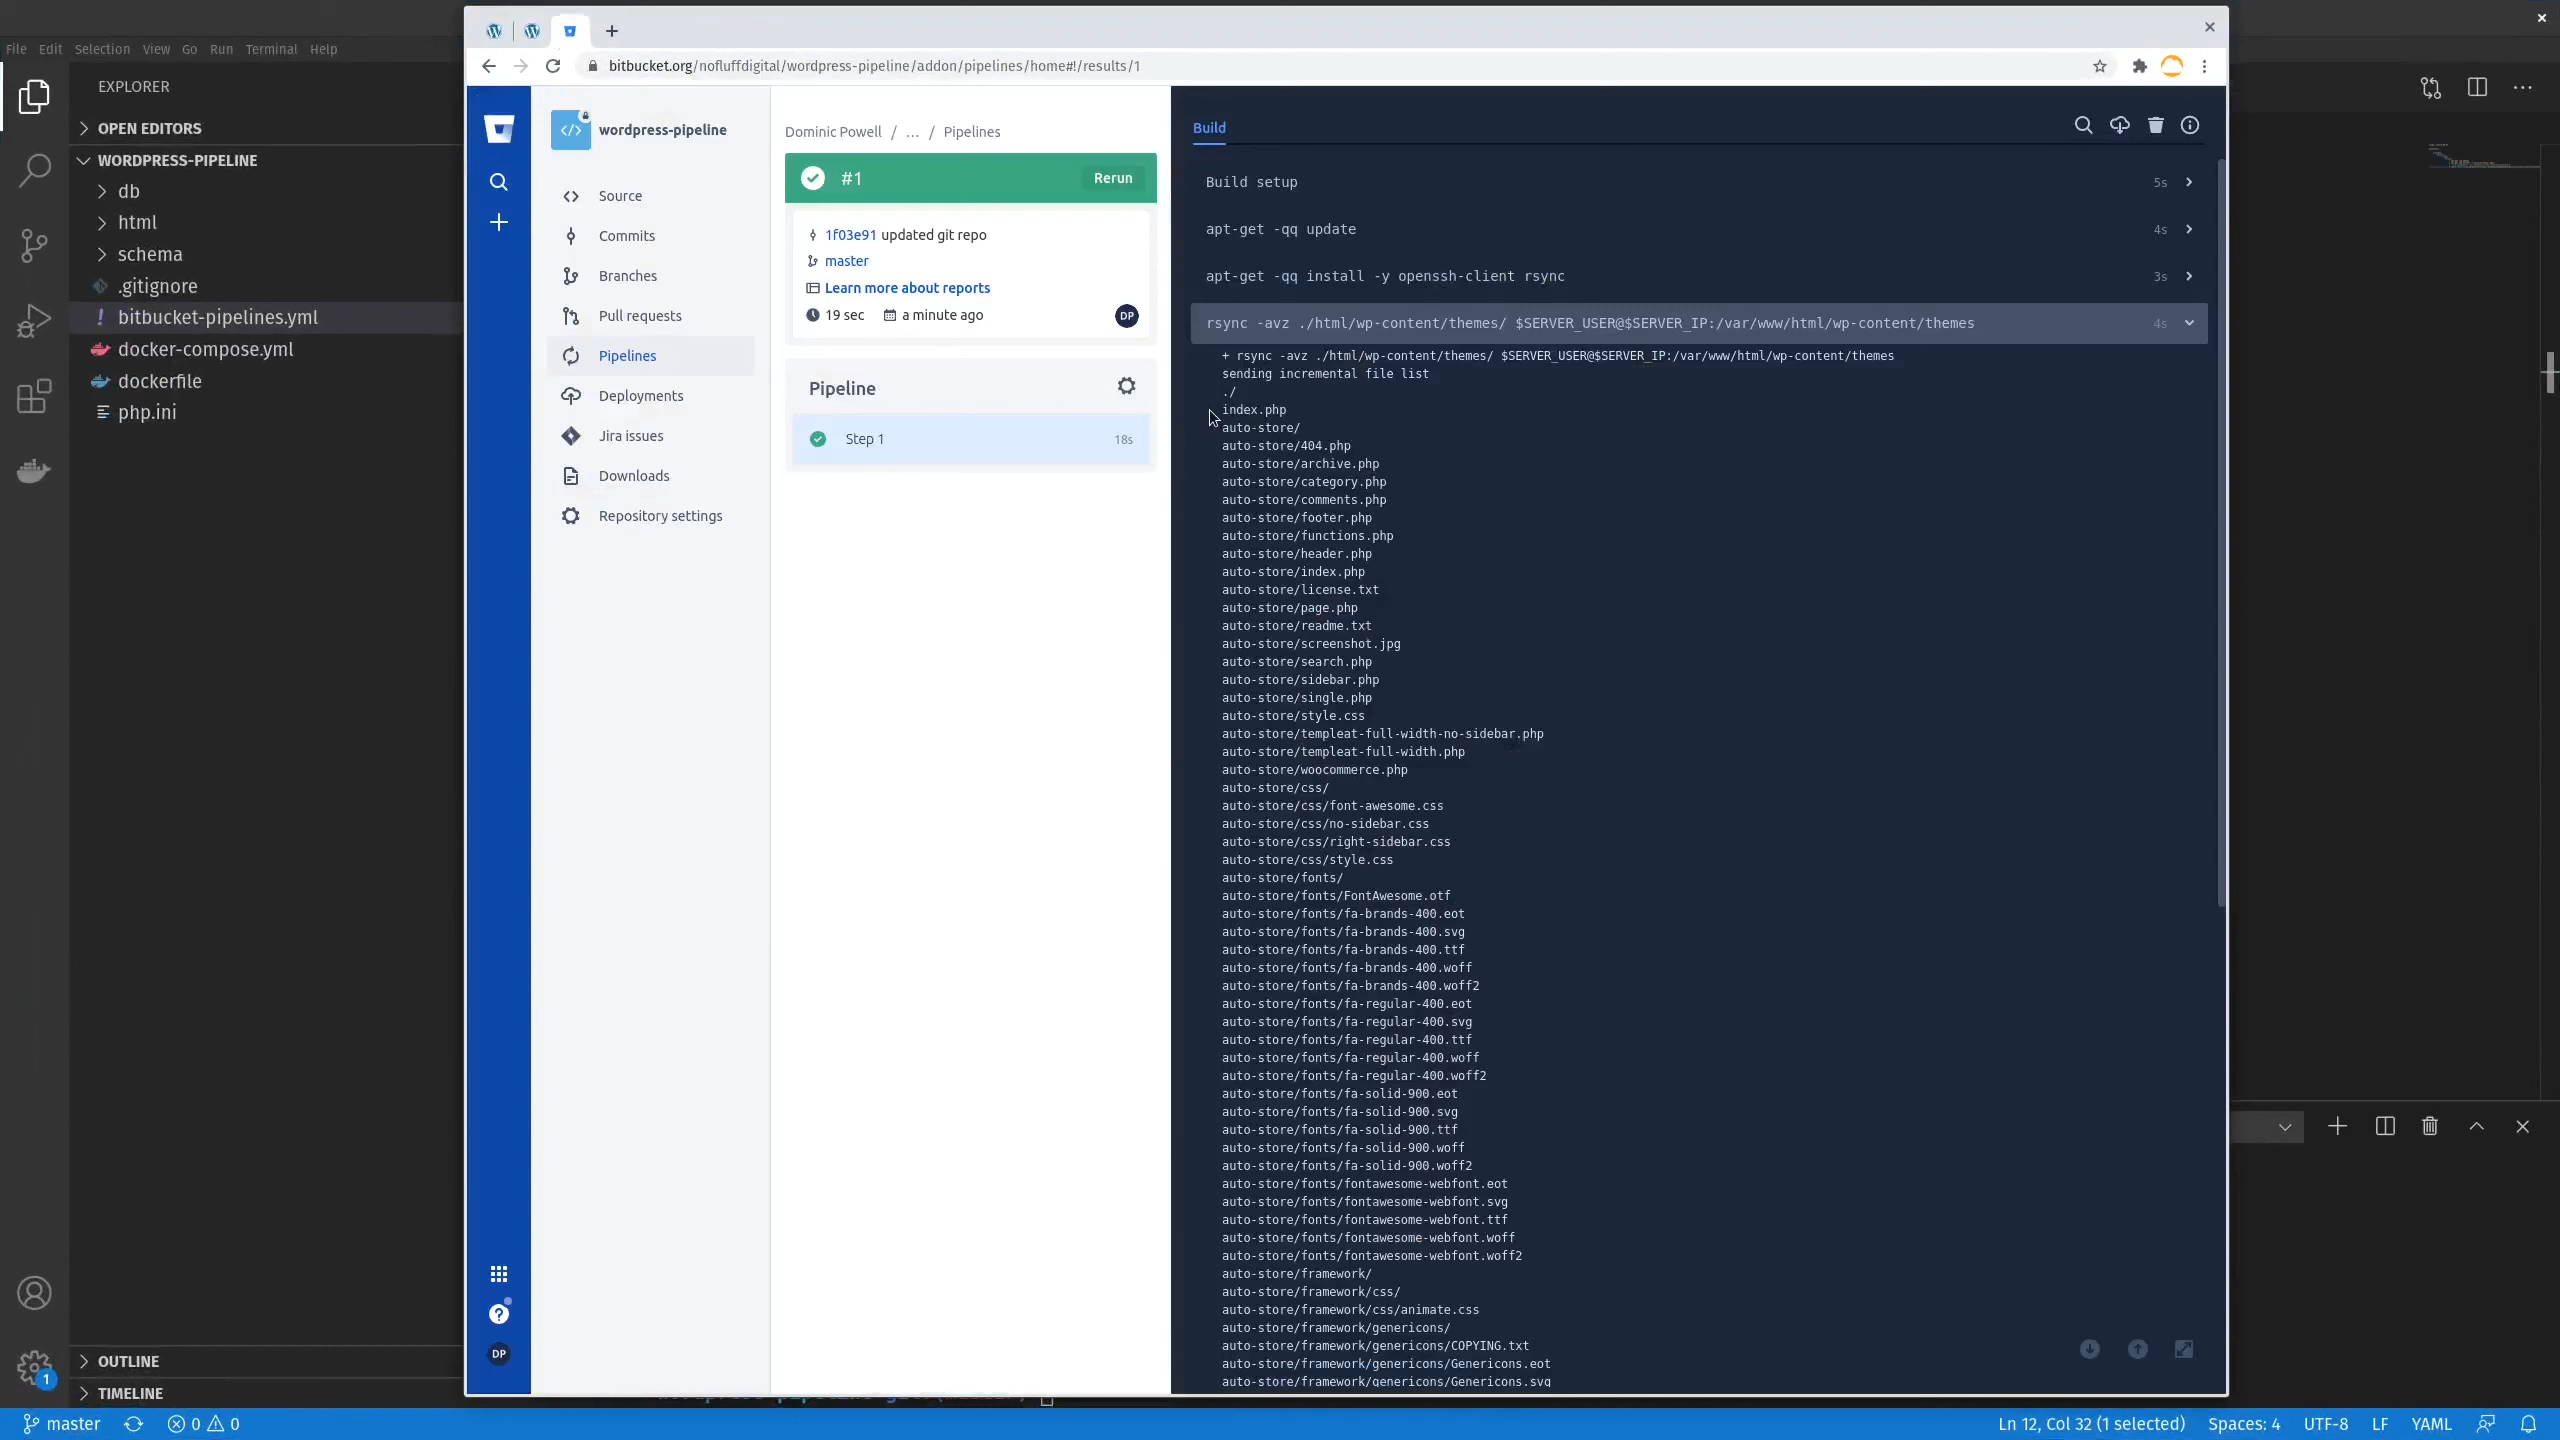 bitbucket.org/nofluffdigital/wordpress-pipeline/addon/pipelines/home#!/results/1
File Edit Selection View Go Run Terminal Help
EXPLORER
OPEN EDITORS
WORDPRESS-PIPELINE
db
html
schema
.gitignore
! bitbucket-pipelines.yml
docker-compose.yml
dockerfile
php.ini
OUTLINE
TIMELINE
1
wordpress-pipeline
Source
Commits
Branches
Pull requests
Pipelines
Deployments
Jira issues
Downloads
Repository settings
DP
Dominic Powell / ... / Pipelines
#1 Rerun
1f03e91 updated git repo
master
Learn more about reports
19 sec a minute ago DP
Pipeline
Step 1 18s
Build
Build setup 5s
apt-get -qq update 4s
apt-get -qq install -y openssh-client rsync 3s
rsync -avz ./html/wp-content/themes/ $SERVER_USER@$SERVER_IP:/var/www/html/wp-content/themes 4s
+ rsync -avz ./html/wp-content/themes/ $SERVER_USER@$SERVER_IP:/var/www/html/wp-content/themes
sending incremental file list
./
index.php
auto-store/
auto-store/404.php
auto-store/archive.php
auto-store/category.php
auto-store/comments.php
auto-store/footer.php
auto-store/functions.php
auto-store/header.php
auto-store/index.php
auto-store/license.txt
auto-store/page.php
auto-store/readme.txt
auto-store/screenshot.jpg
auto-store/search.php
auto-store/sidebar.php
auto-store/single.php
auto-store/style.css
auto-store/templeat-full-width-no-sidebar.php
auto-store/templeat-full-width.php
auto-store/woocommerce.php
auto-store/css/
auto-store/css/font-awesome.css
auto-store/css/no-sidebar.css
auto-store/css/right-sidebar.css
auto-store/css/style.css
auto-store/fonts/
auto-store/fonts/FontAwesome.otf
auto-store/fonts/fa-brands-400.eot
auto-store/fonts/fa-brands-400.svg
auto-store/fonts/fa-brands-400.ttf
auto-store/fonts/fa-brands-400.woff
auto-store/fonts/fa-brands-400.woff2
auto-store/fonts/fa-regular-400.eot
auto-store/fonts/fa-regular-400.svg
auto-store/fonts/fa-regular-400.ttf
auto-store/fonts/fa-regular-400.woff
auto-store/fonts/fa-regular-400.woff2
auto-store/fonts/fa-solid-900.eot
auto-store/fonts/fa-solid-900.svg
auto-store/fonts/fa-solid-900.ttf
auto-store/fonts/fa-solid-900.woff
auto-store/fonts/fa-solid-900.woff2
auto-store/fonts/fontawesome-webfont.eot
auto-store/fonts/fontawesome-webfont.svg
auto-store/fonts/fontawesome-webfont.ttf
auto-store/fonts/fontawesome-webfont.woff
auto-store/fonts/fontawesome-webfont.woff2
auto-store/framework/
auto-store/framework/css/
auto-store/framework/css/animate.css
auto-store/framework/genericons/
auto-store/framework/genericons/COPYING.txt
auto-store/framework/genericons/Genericons.eot
auto-store/framework/genericons/Genericons.svg
master 0 0 Ln 12, Col 32 (1 selected) Spaces: 4 UTF-8 LF YAML